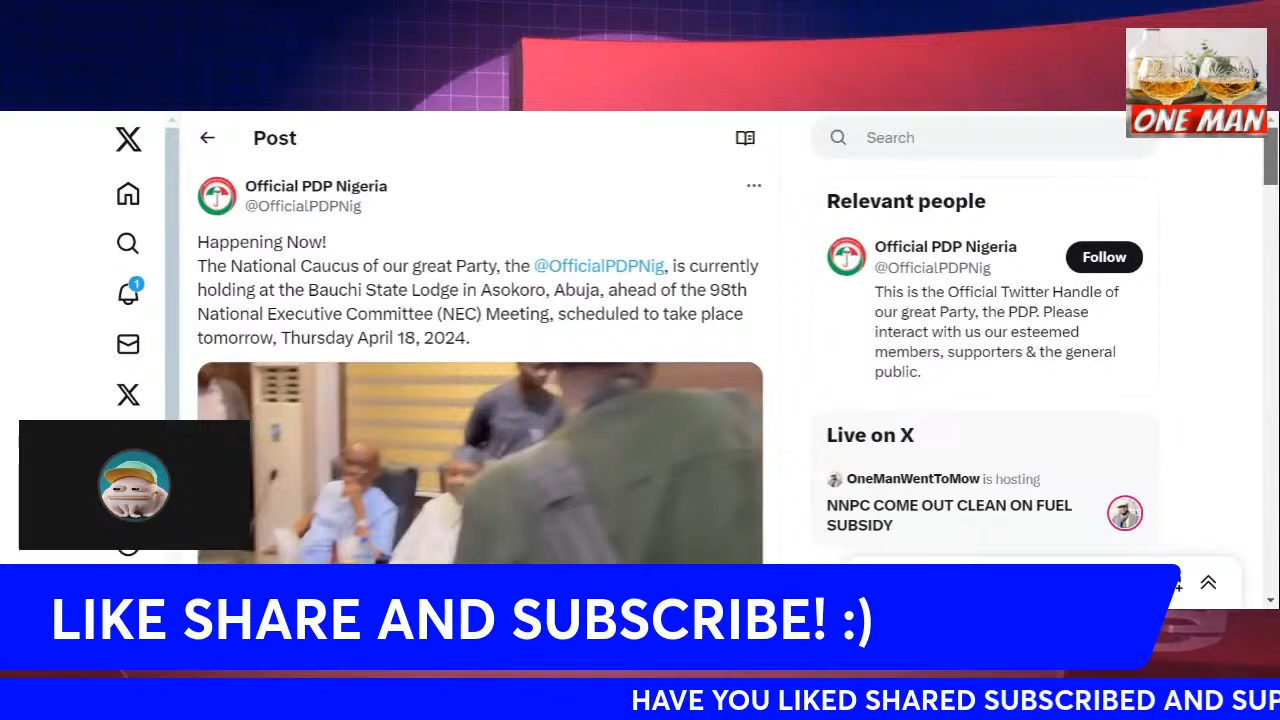 ONE MAN
Post
Search
Official PDP Nigeria
@OfficialPDPNig
Happening Now!
The National Caucus of our great Party, the @OfficialPDPNig, is currently
holding at the Bauchi State Lodge in Asokoro, Abuja, ahead of the 98th
National Executive Committee (NEC) Meeting, scheduled to take place
tomorrow, Thursday April 18, 2024.
1
Relevant people
Official PDP Nigeria
@OfficialPDPNig
Follow
This is the Official Twitter Handle of
our great Party, the PDP. Please
interact with us our esteemed
members, supporters & the general
public.
Live on X
OneManWentToMow is hosting
NNPC COME OUT CLEAN ON FUEL
SUBSIDY
LIKE SHARE AND SUBSCRIBE! :)
HAVE YOU LIKED SHARED SUBSCRIBED AND